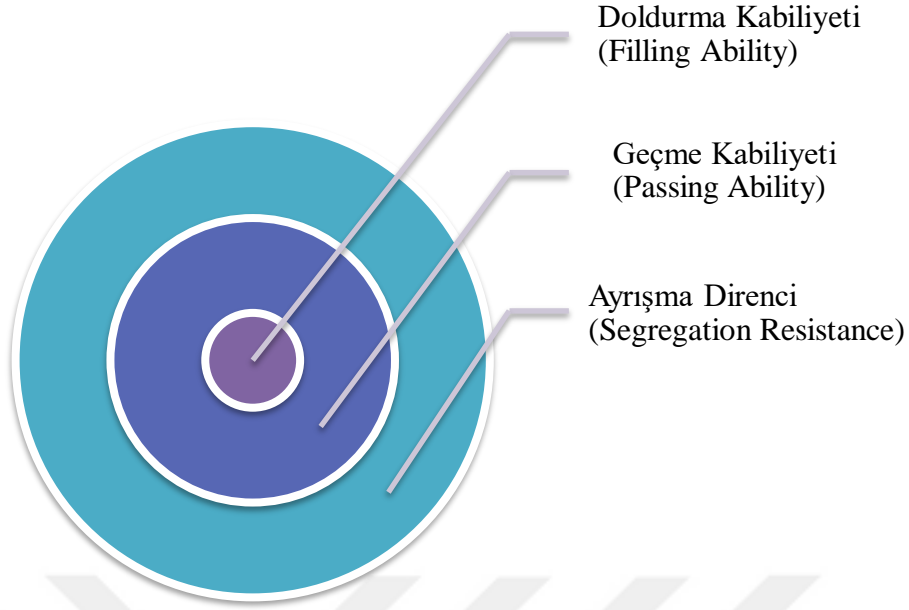 Doldurma Kabiliyeti
(Filling Ability)
Geçme Kabiliyeti
(Passing Ability)
Ayrışma Direnci
(Segregation Resistance)